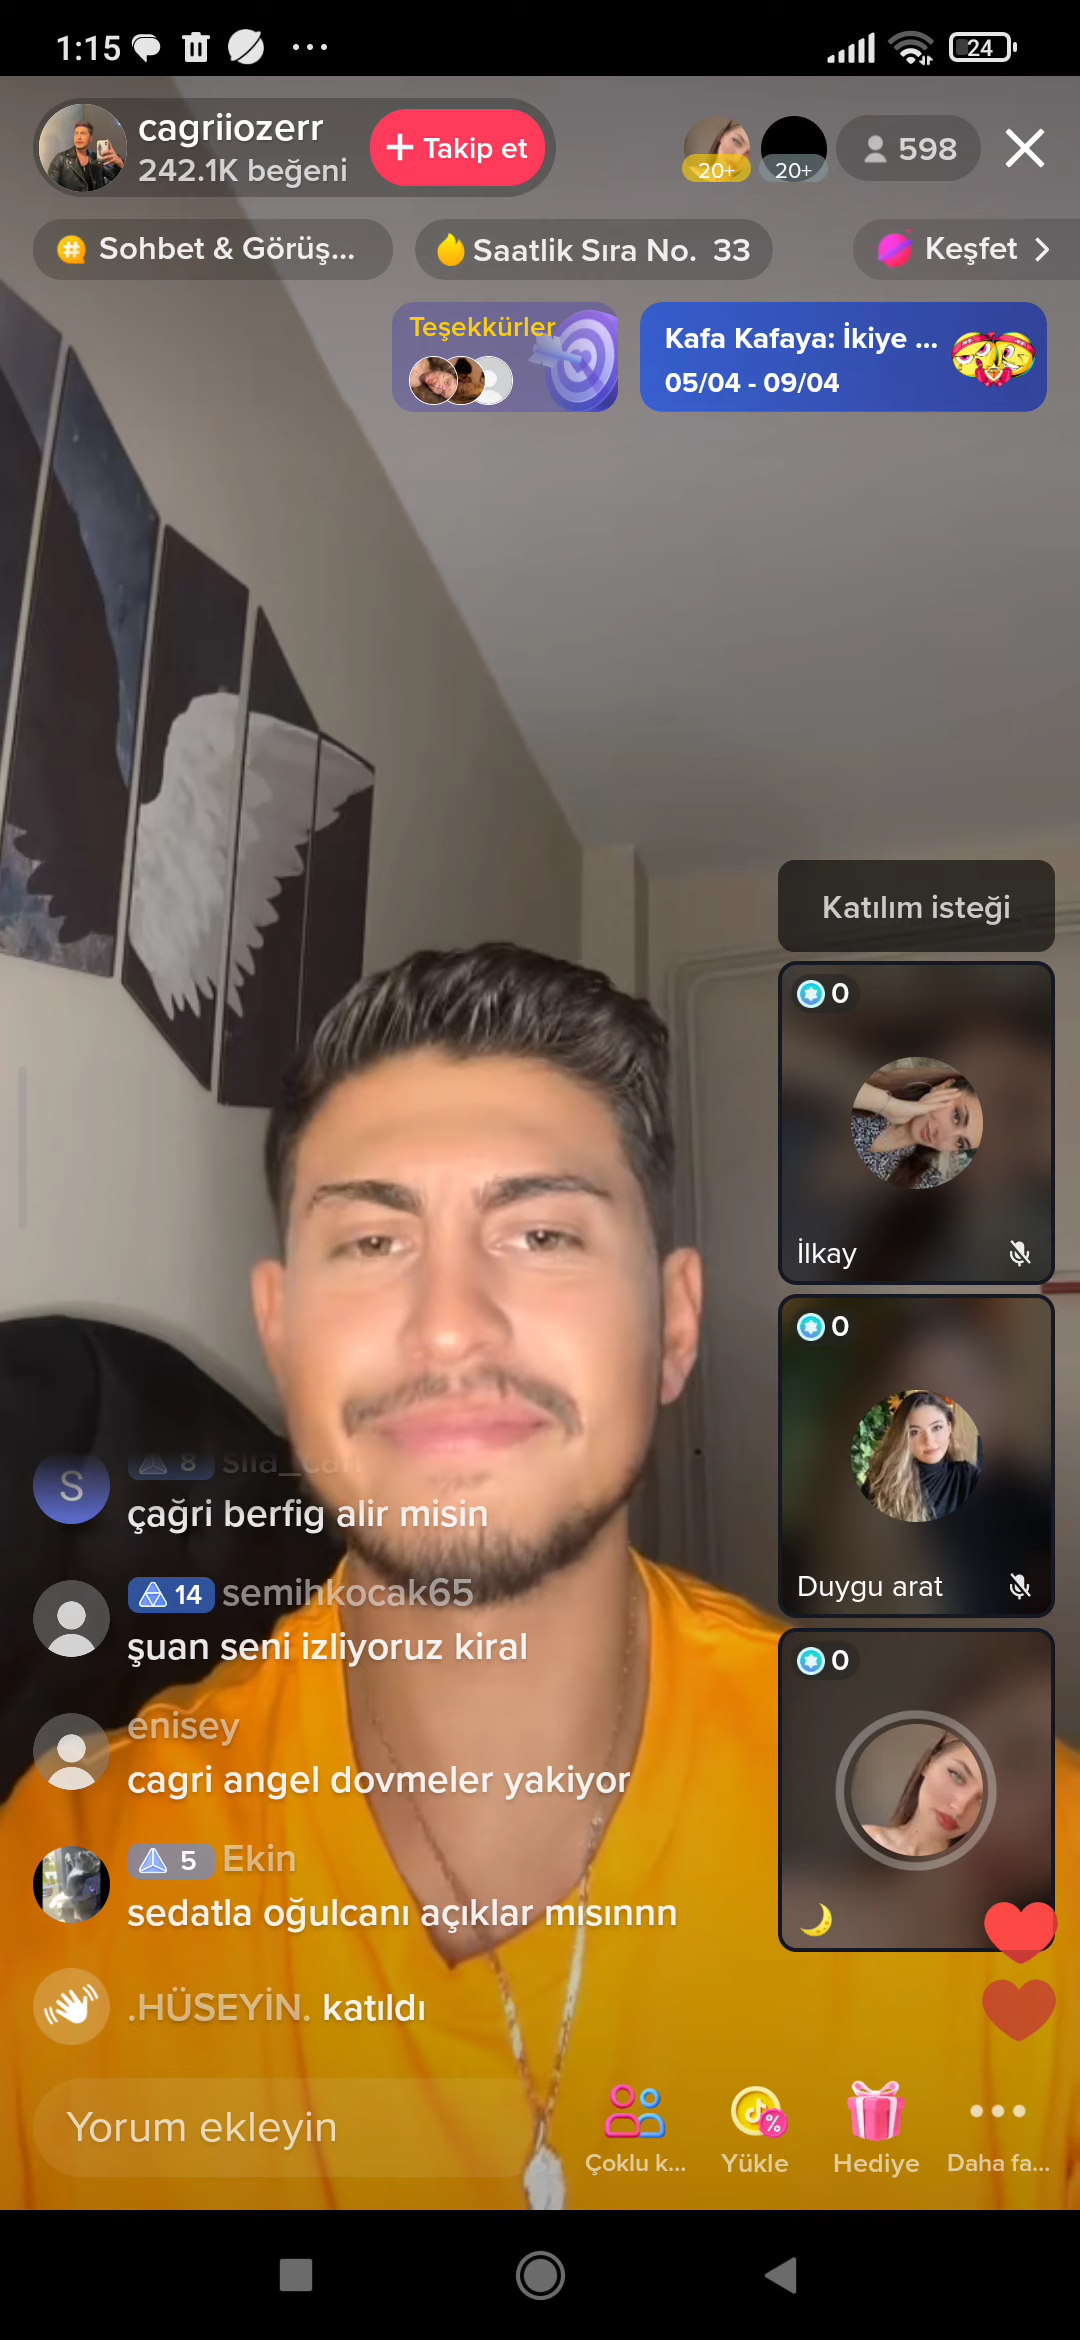 1:15
24
cagriiozerr
242.1K beğeni
+ Takip et
20+
20+
598
Sohbet & Görüş...
Saatlik Sıra No. 33
Keşfet
Teşekkürler
Kafa Kafaya: İkiye ...
05/04 - 09/04
Katılım isteği
0
İlkay
0
Duygu arat
0
S
8
çağri berfig alir misin
14 semihkocak65
şuan seni izliyoruz kiral
enisey
cagri angel dovmeler yakiyor
5 Ekin
sedatla oğulcanı açıklar mısınnn
.HÜSEYİN. katıldı
Yorum ekleyin
Çoklu k...
Yükle
Hediye
Daha fa...